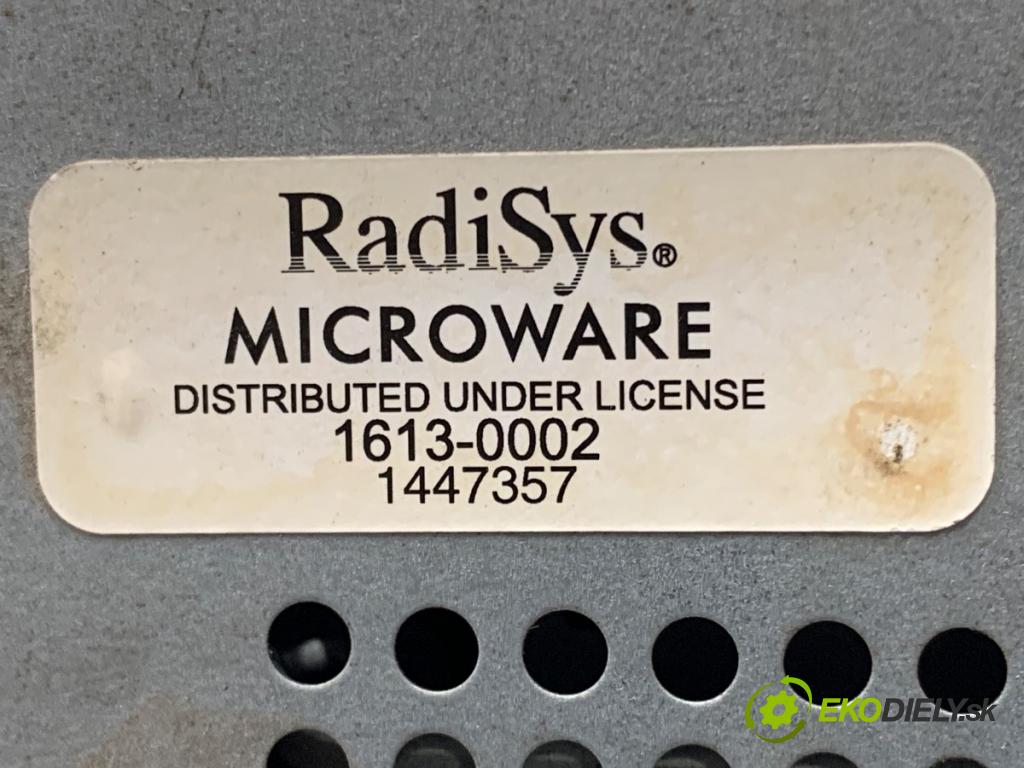 RadiSys®
MICROWARE
DISTRIBUTED UNDER LICENSE
1613-0002
1447357
EKODIELY.sk